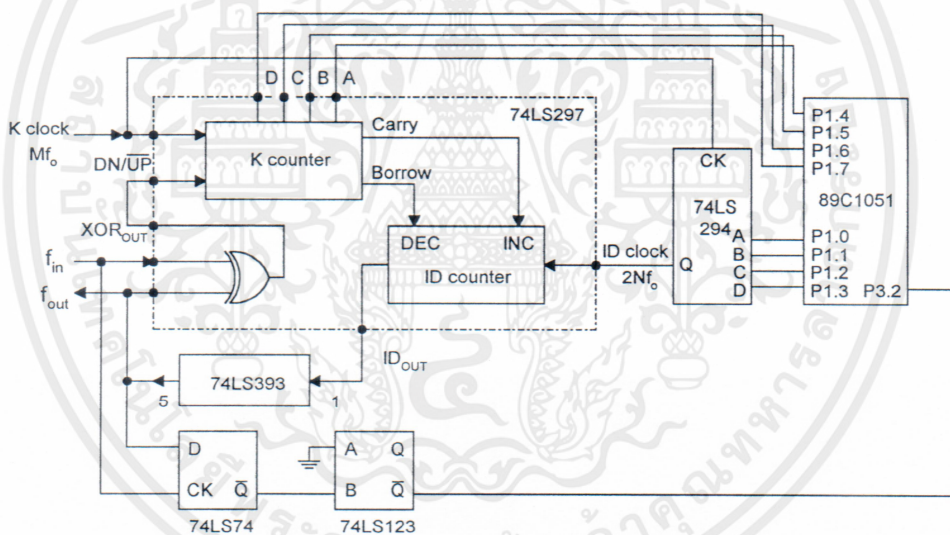 D C B A
74LS297
K clock
Mf₀
DN/U̅P̅
K counter
Carry
Borrow
XOR_OUT
f_in
f_out
DEC INC
ID counter
ID clock
2Nf₀
CK
74LS
294
Q
A
B
C
D
P1.4
P1.5
P1.6
P1.7
89C1051
P1.0
P1.1
P1.2
P1.3 P3.2
ID_OUT
74LS393
5 1
D
CK Q̅
74LS74
A Q
B Q̅
74LS123